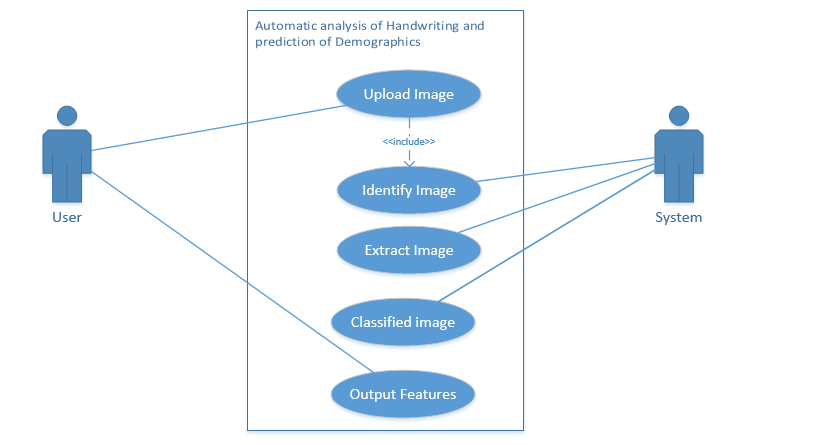 Automatic analysis of Handwriting and
prediction of Demographics
Upload Image
<<include>>
Identify Image
User
System
Extract Image
Classified image
Output Features